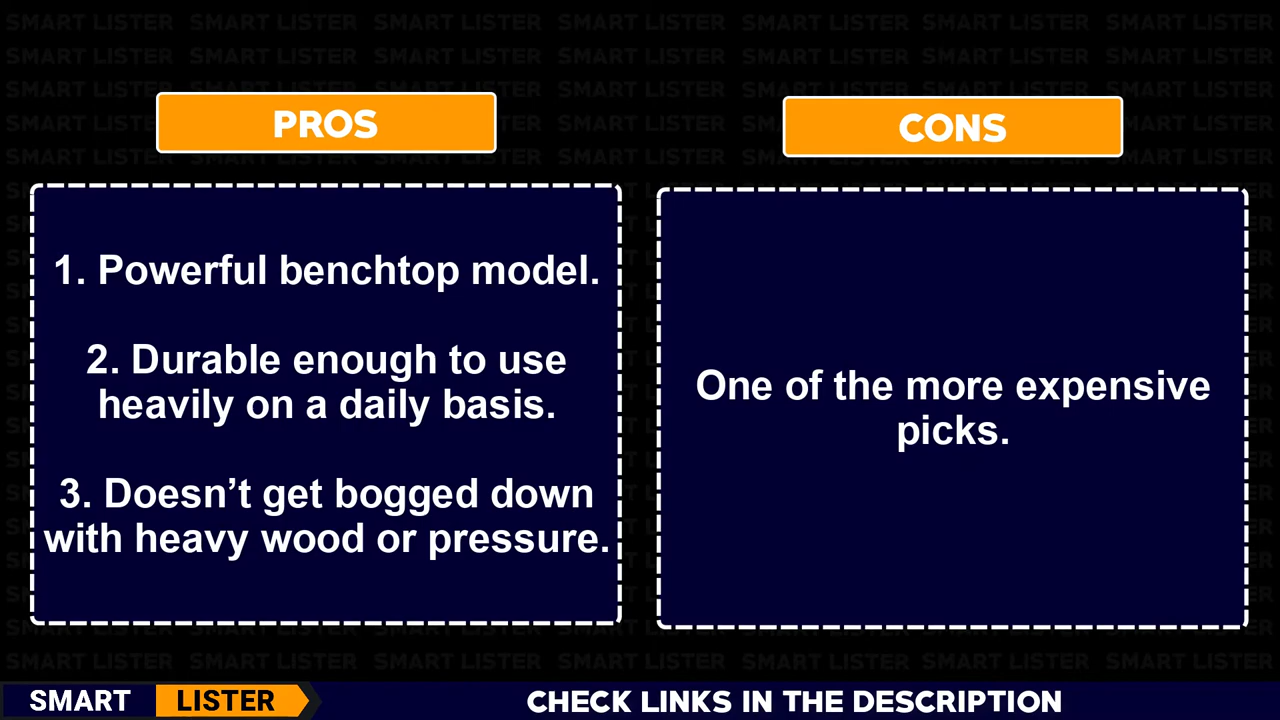 PROS
CONS
1. Powerful benchtop model.
2. Durable enough to use
heavily on a daily basis.
3. Doesn’t get bogged down
with heavy wood or pressure.
One of the more expensive
picks.
SMART LISTER
CHECK LINKS IN THE DESCRIPTION